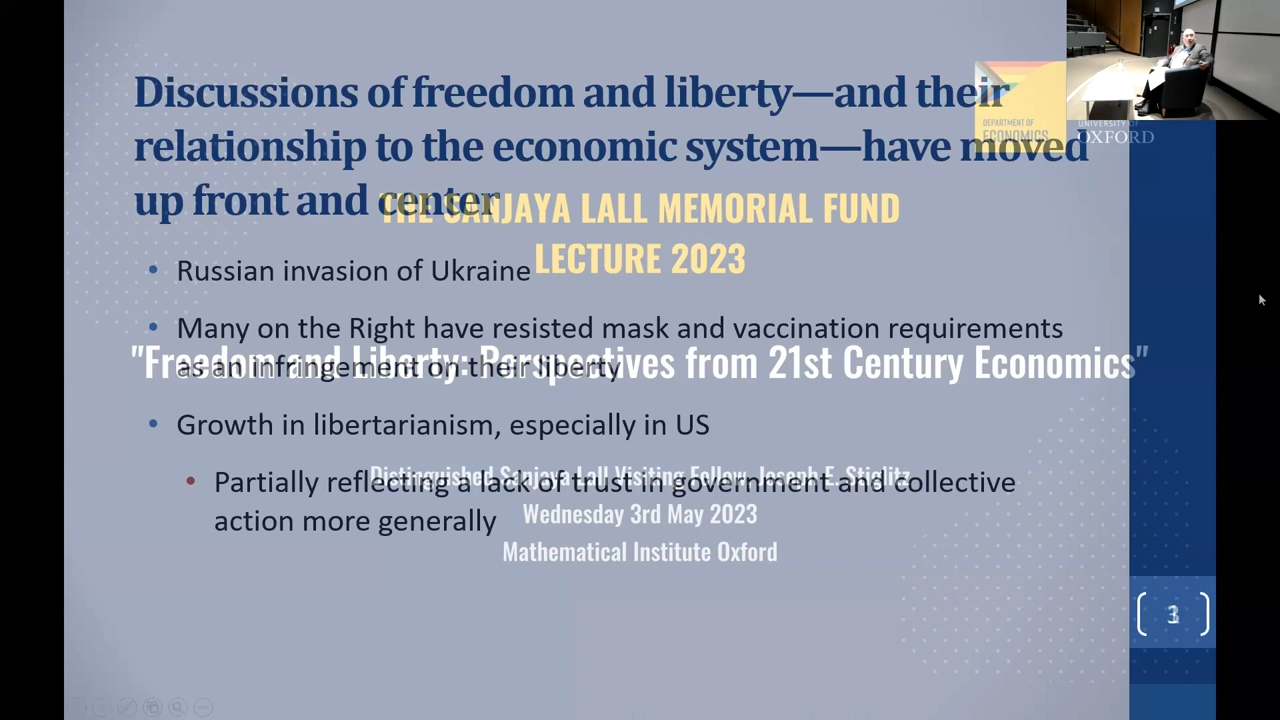 Discussions of freedom and liberty—and their
relationship to the economic system—have moved
up front and center
DEPARTMENT OF
ECONOMICS
UNIVERSITY OF
OXFORD
THE SANJAYA LALL MEMORIAL FUND
LECTURE 2023
• Russian invasion of Ukraine
• Many on the Right have resisted mask and vaccination requirements
as an infringement on their liberty
"Freedom and Liberty: Perspectives from 21st Century Economics"
• Growth in libertarianism, especially in US
• Partially reflecting a lack of trust in government and collective
action more generally
Distinguished Sanjaya Lall Visiting Fellow Joseph E. Stiglitz
Wednesday 3rd May 2023
Mathematical Institute Oxford